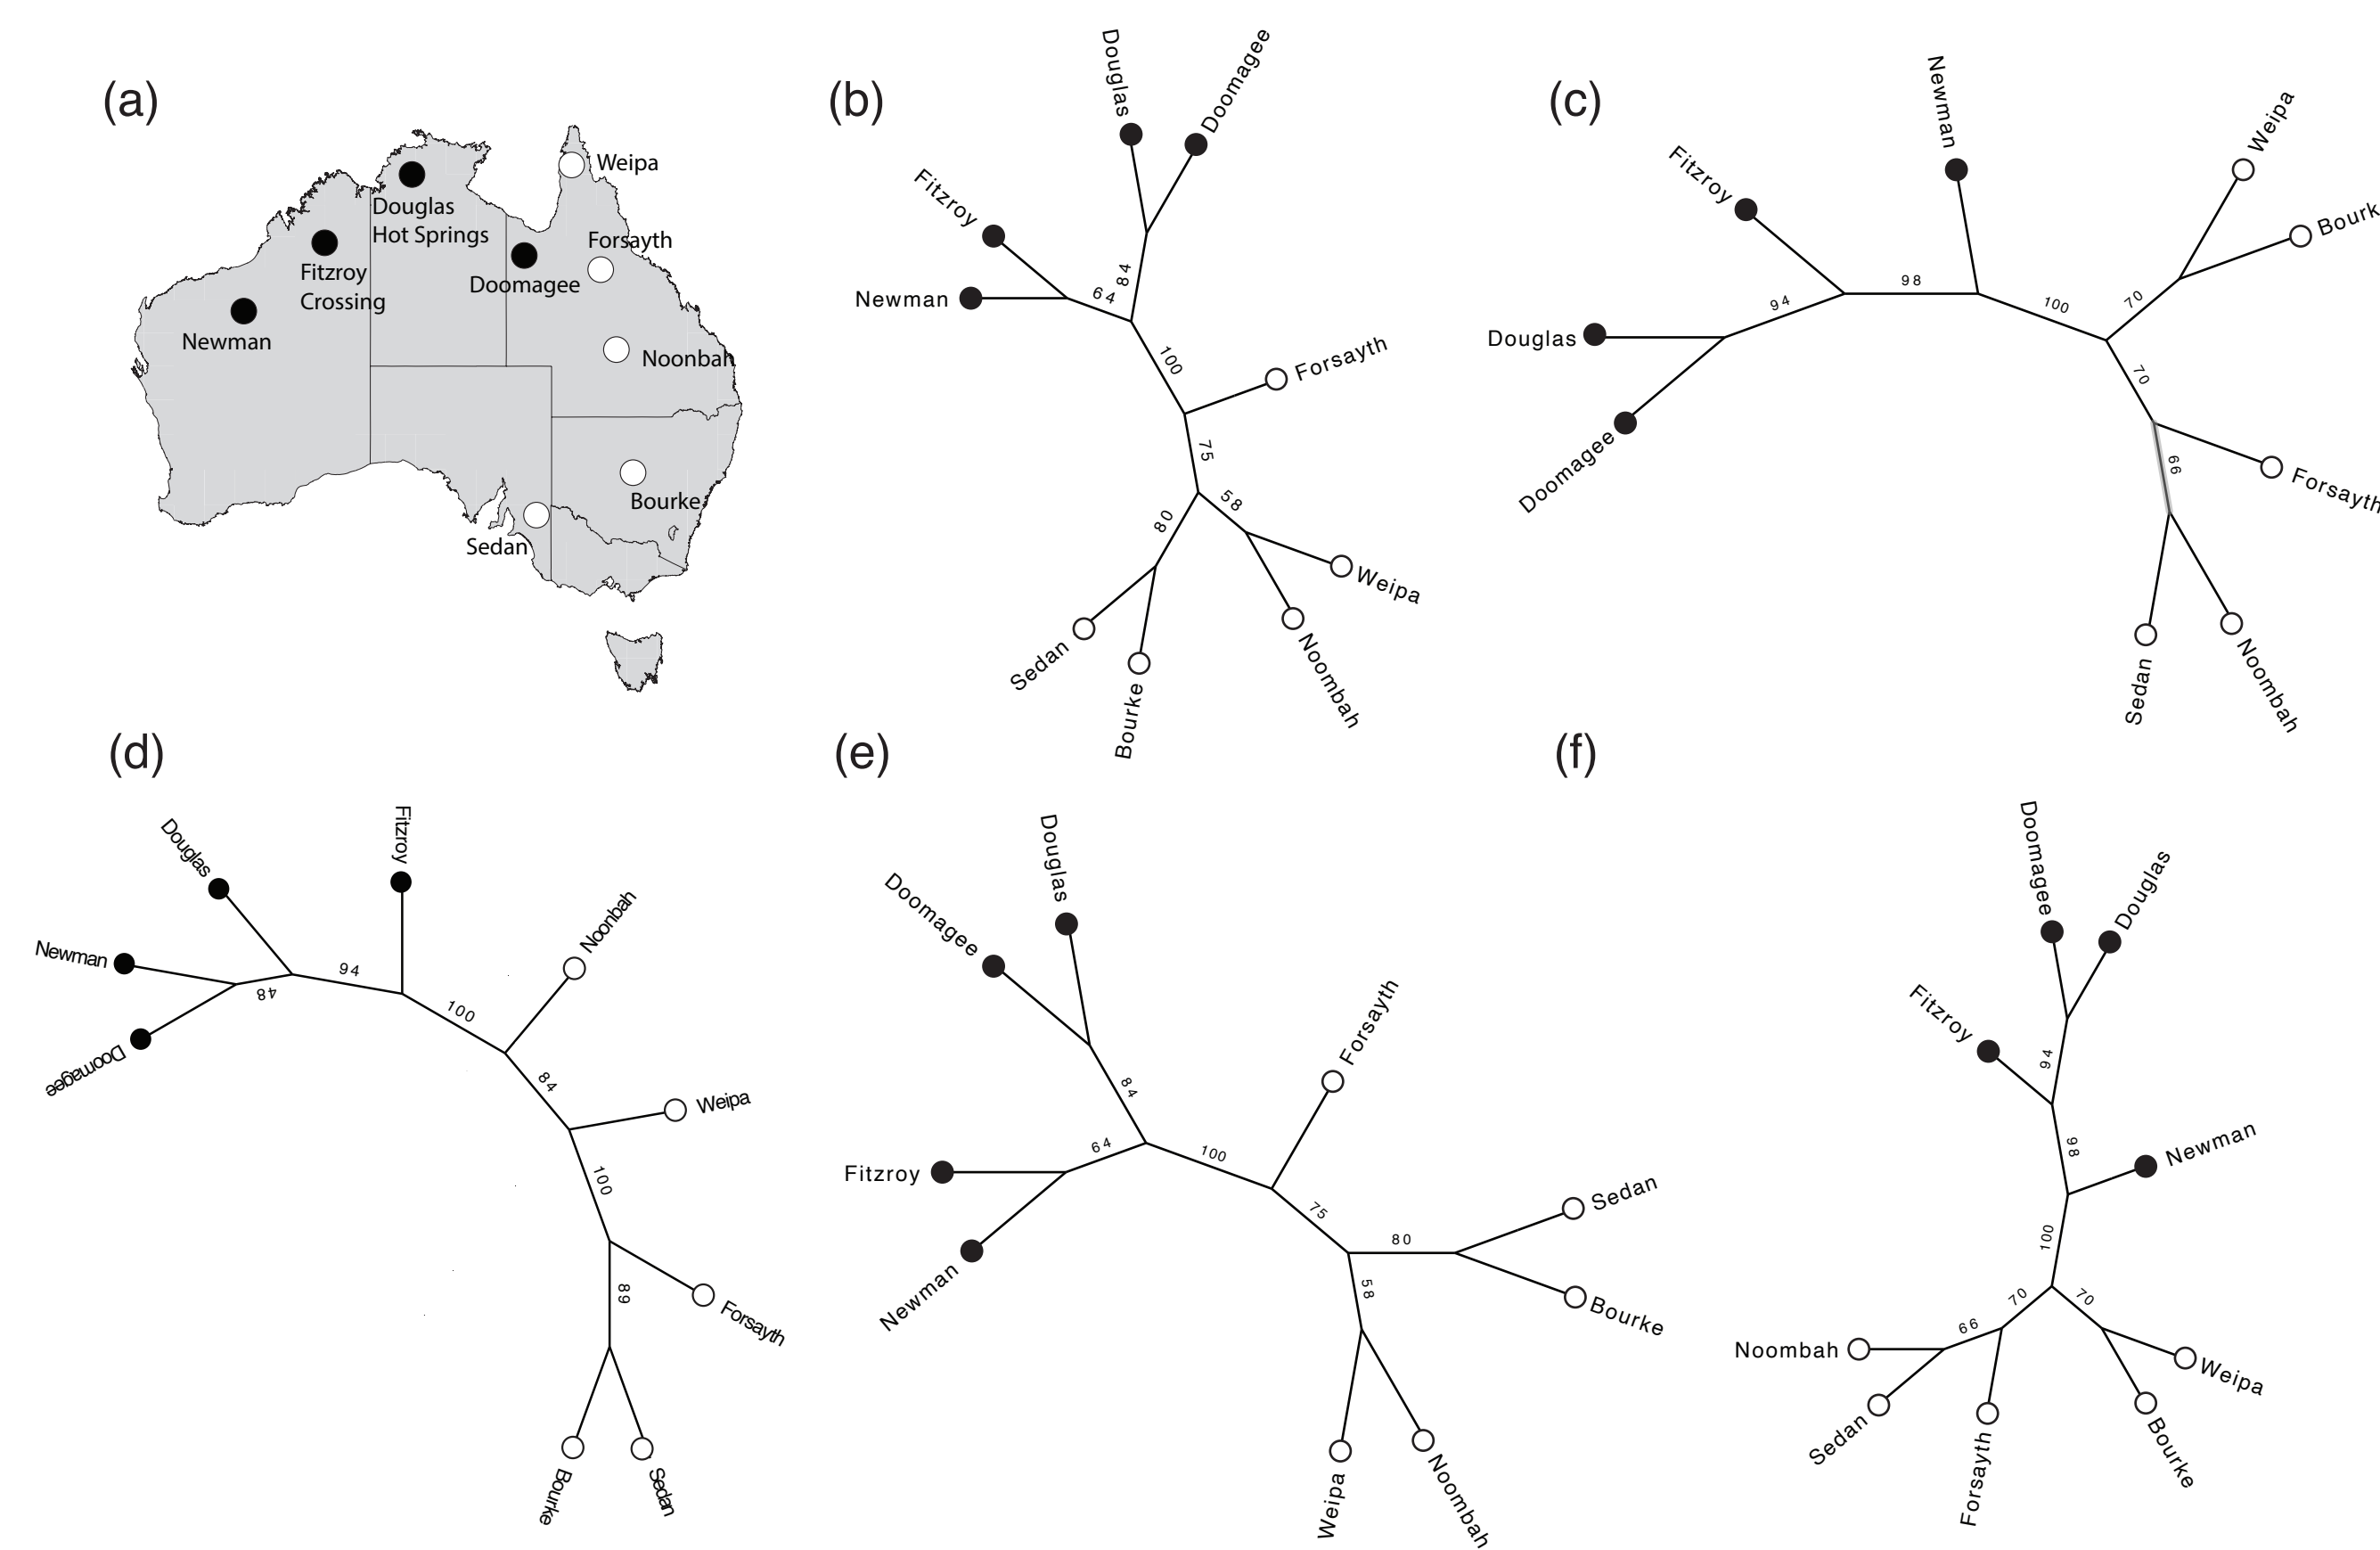 (a)
Weipa
Douglas
Hot Springs
Forsayth
Fitzroy
Crossing
Doomagee
Newman
Noonbah
Bourke
Sedan
(b)
Douglas
Doomagee
Fitzroy
Newman
64
84
100
Forsayth
75
58
80
Weipa
Sedan
Noombah
Bourke
(c)
Newman
Weipa
Fitzroy
Bourk
98
94
100
70
Douglas
70
Doomagee
66
Forsayth
Sedan
Noombah
(d)
Fitzroy
Douglas
Noonbah
Newman
94
48
100
Doomagee
84
Weipa
100
89
Forsayth
Bourke
Sedan
(e)
Douglas
Doomagee
Forsayth
84
64
100
Fitzroy
Sedan
75
80
Newman
58
Bourke
Weipa
Noombah
(f)
Doomagee
Douglas
Fitzroy
94
98
Newman
100
70
70
66
Noombah
Weipa
Sedan
Forsayth
Bourke